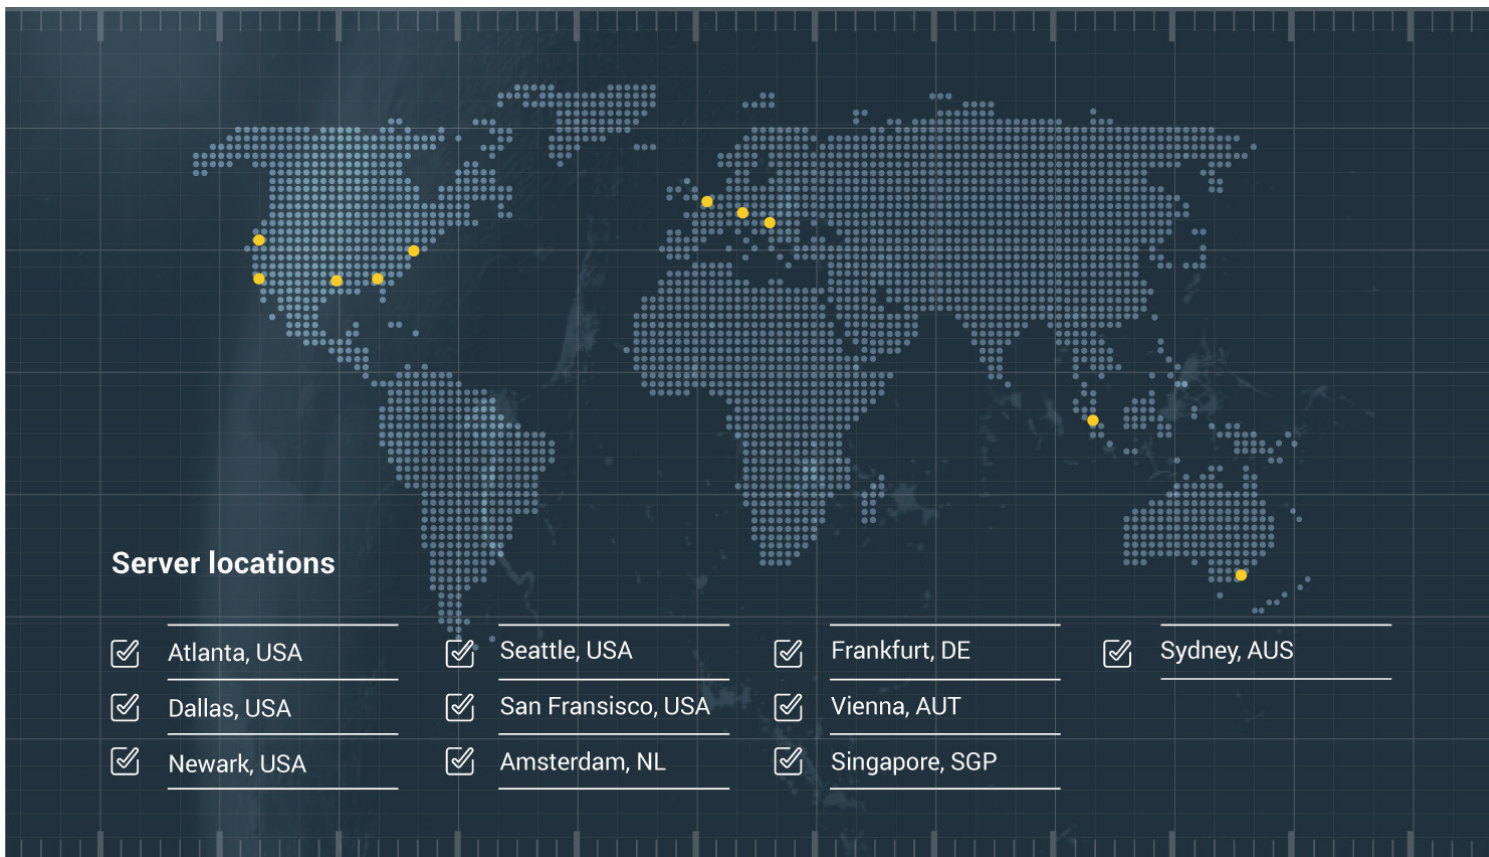 Server locations
Atlanta, USA
Dallas, USA
Newark, USA
Seattle, USA
San Fransisco, USA
Amsterdam, NL
Frankfurt, DE
Vienna, AUT
Singapore, SGP
Sydney, AUS